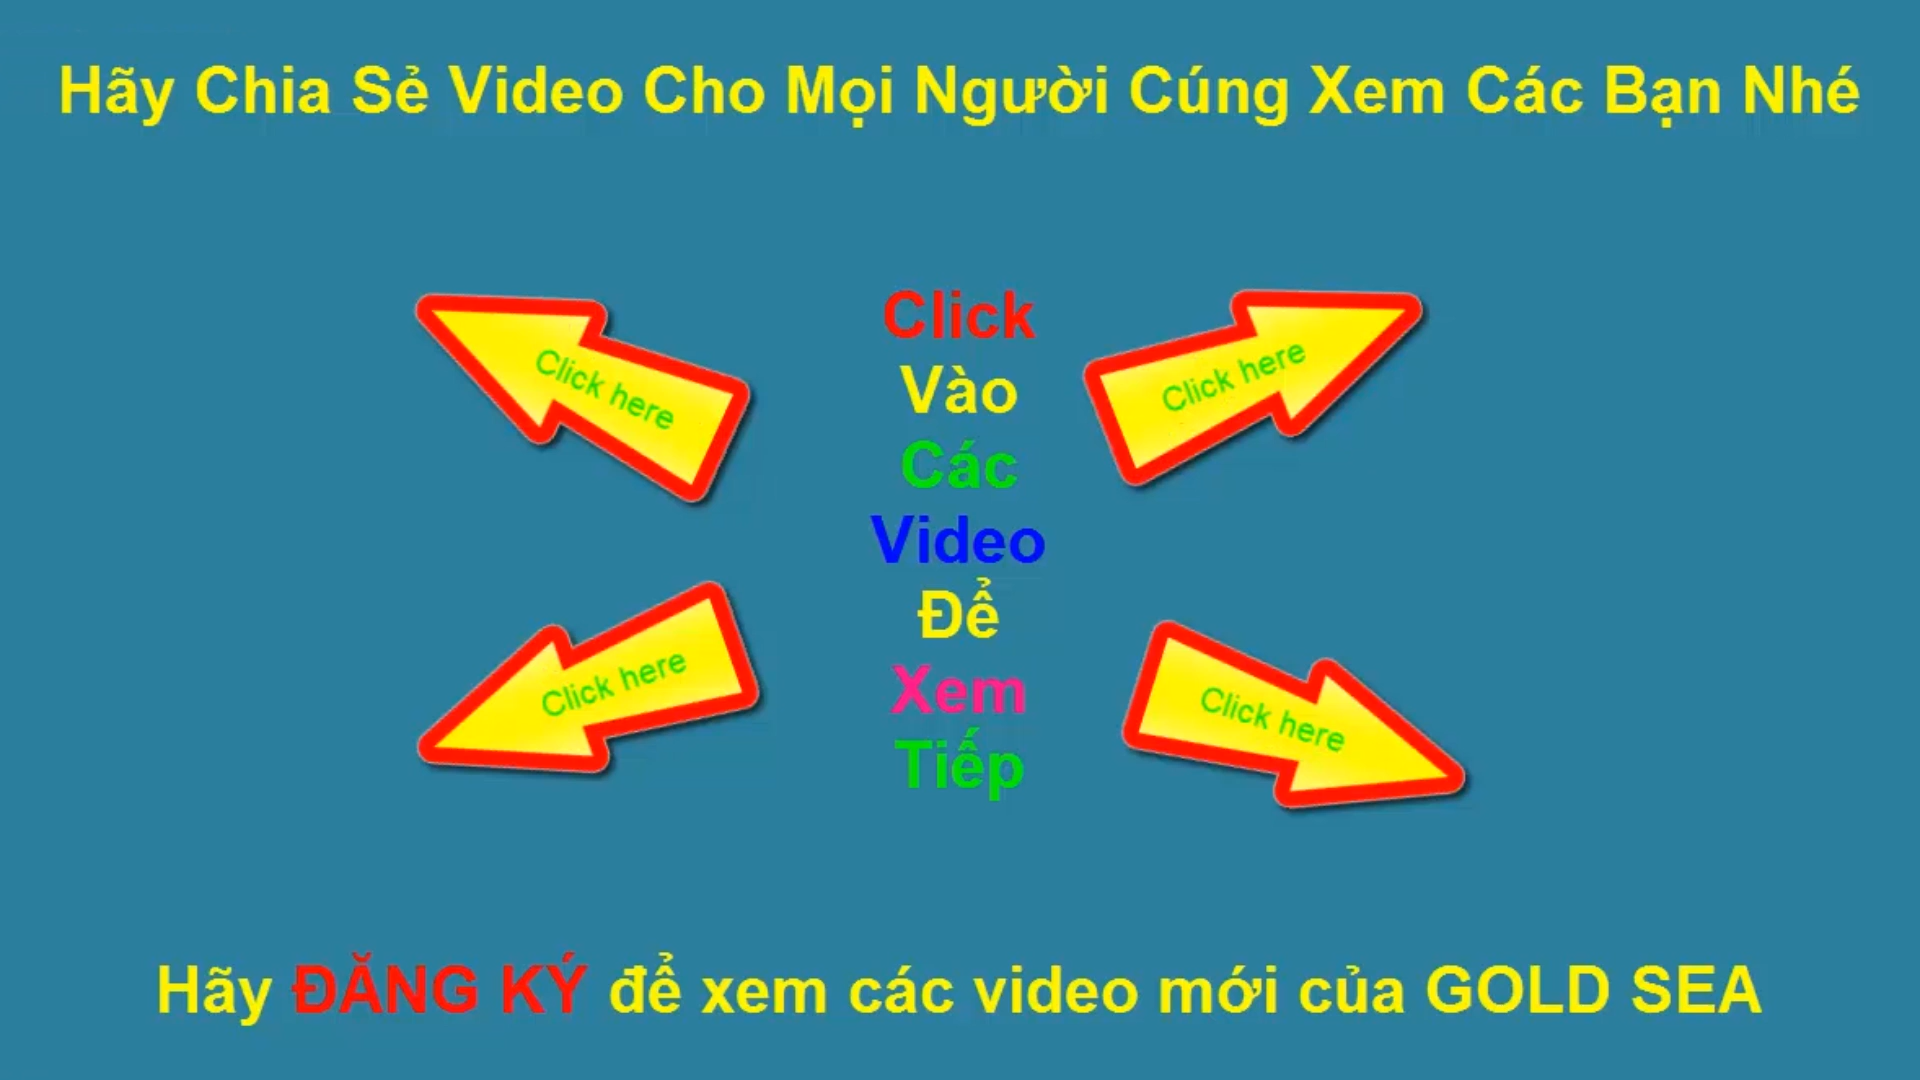 Hãy Chia Sẻ Video Cho Mọi Người Cúng Xem Các Bạn Nhé
Click here
Click here
Click
Vào
Các
Video
Để
Xem
Tiếp
Click here
Click here
Hãy ĐĂNG KÝ để xem các video mới của GOLD SEA